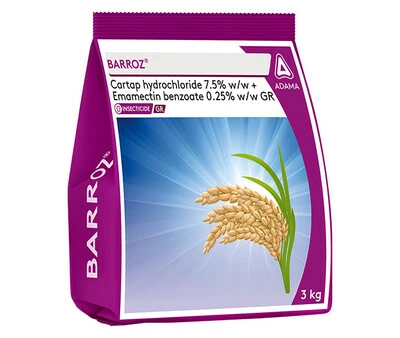 BARROZ®
Cartap hydrochloride 7.5% w/w +
Emamectin benzoate 0.25% w/w GR
INSECTICIDE GR
ADAMA
BARROZ
3 kg